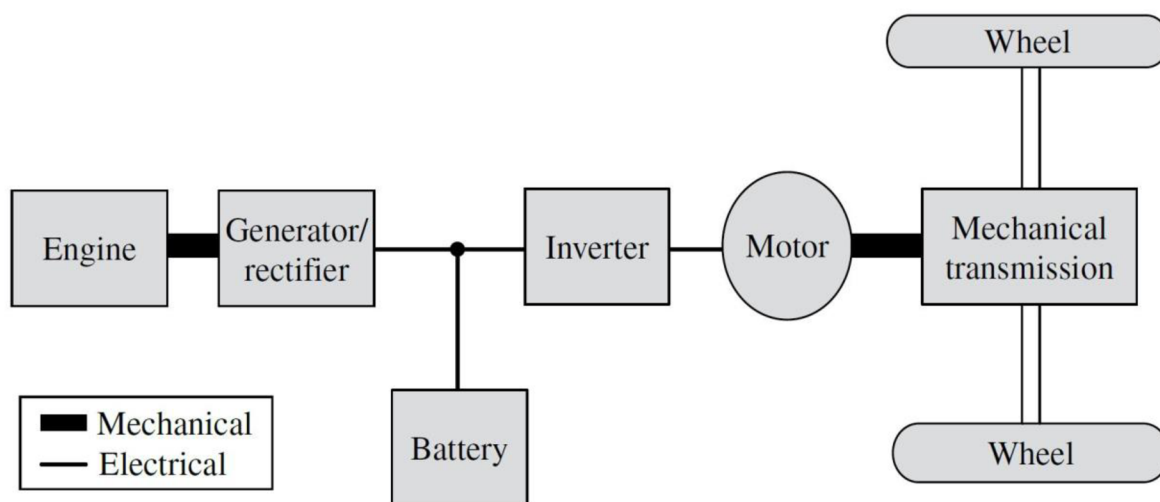 Wheel
Engine
Generator/
rectifier
Inverter
Motor
Mechanical
transmission
Battery
Wheel
Mechanical
Electrical